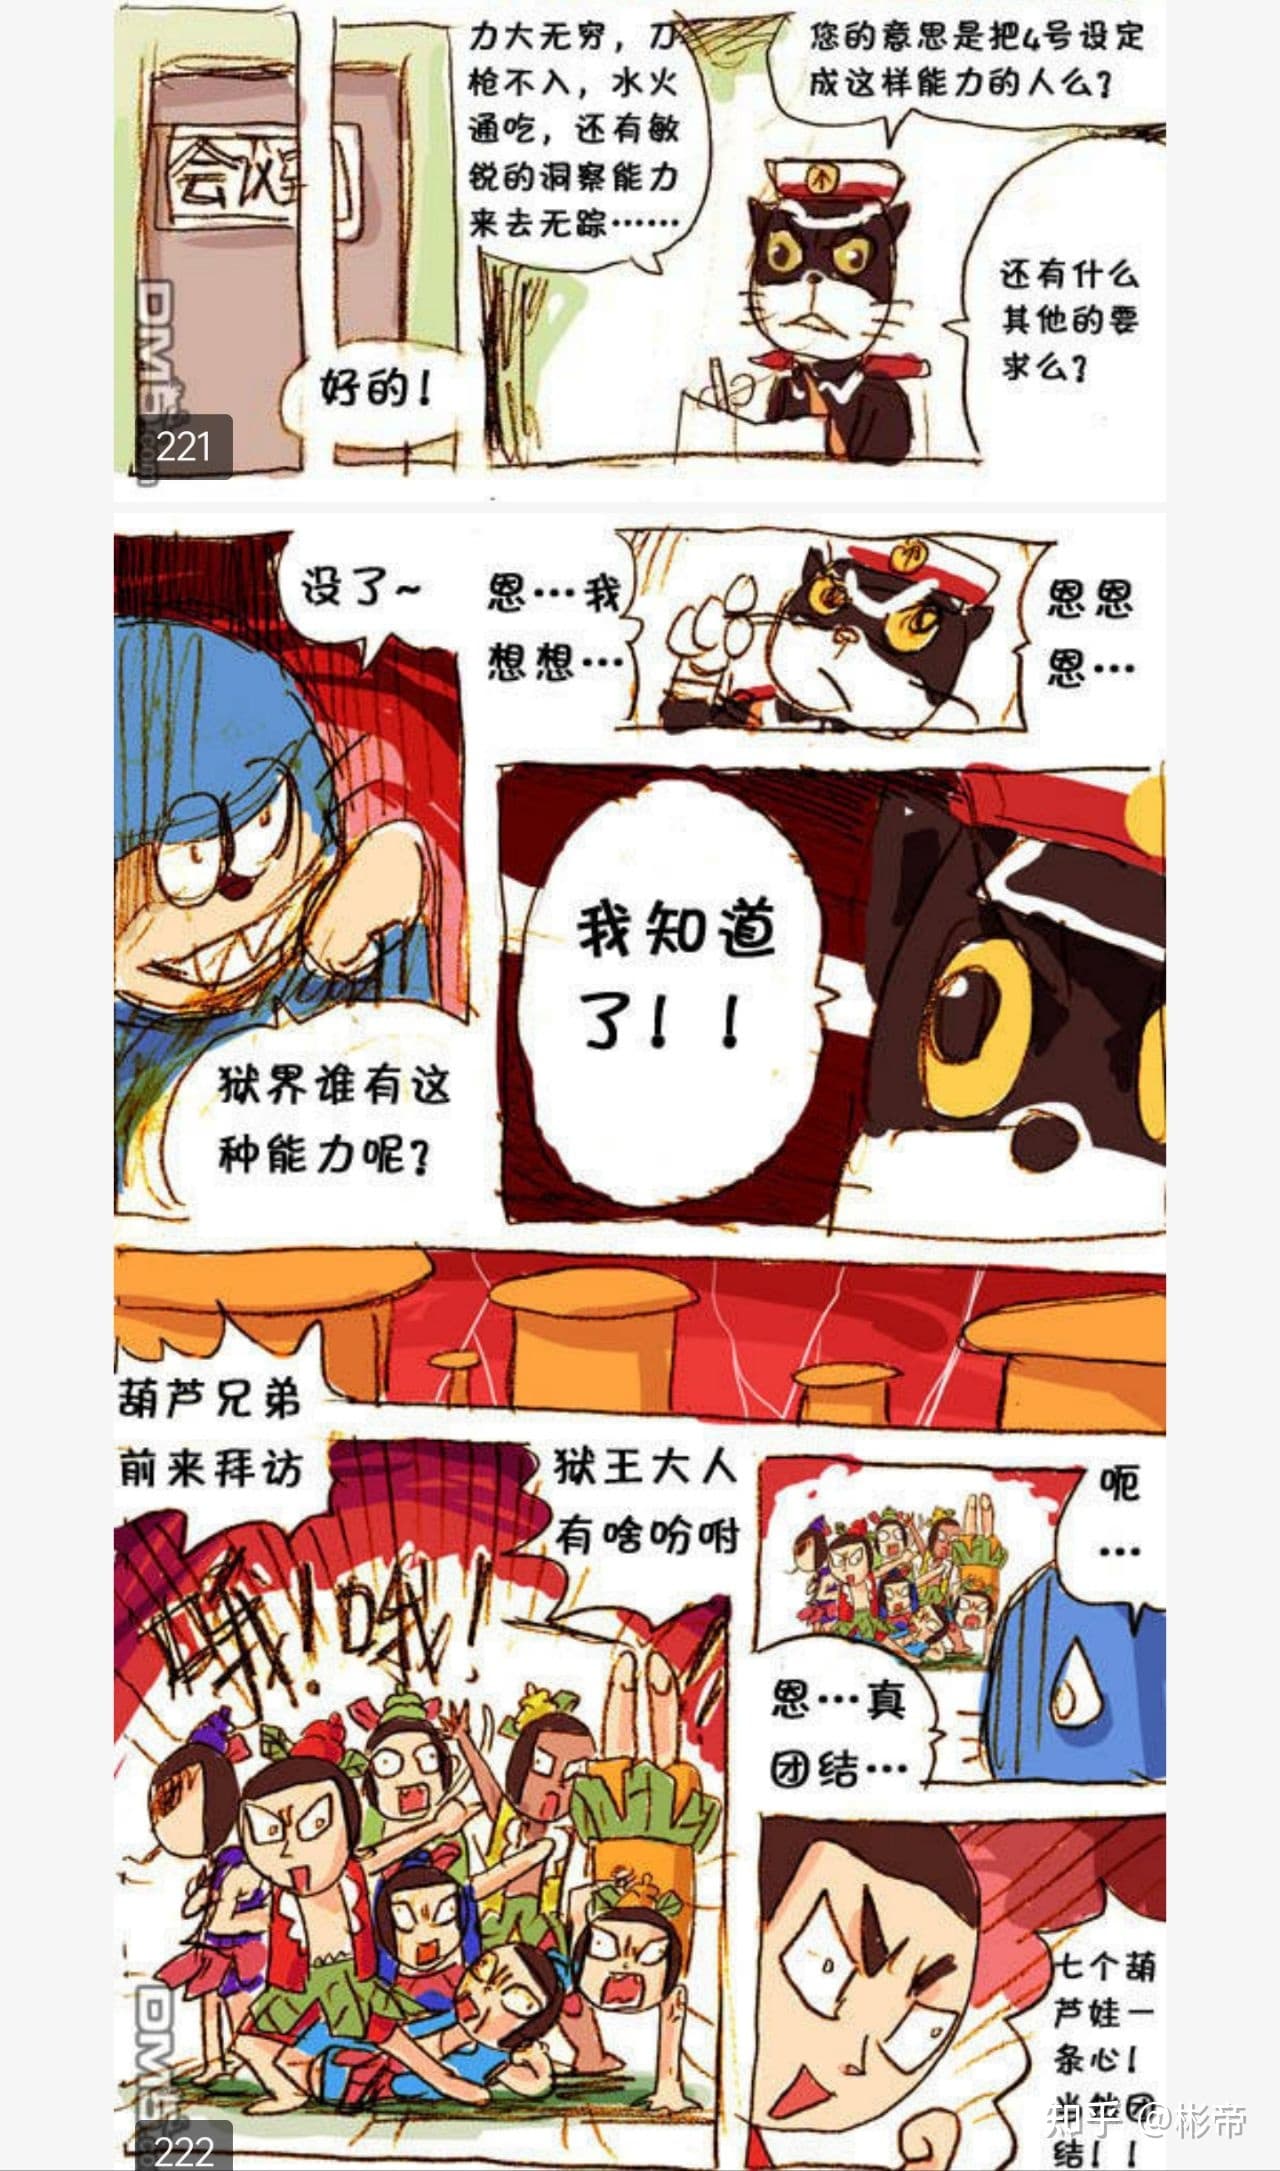 会议
力大无穷，刀
枪不入，水火
通吃，还有敏
锐的洞察能力
来去无踪……
您的意思是把4号设定
成这样能力的人么？
还有什么
其他的要
求么？
好的！
221
没了~
恩…我
想想…
恩恩
恩…
我知道
了！！
狱界谁有这
种能力呢？
葫芦兄弟
前来拜访
狱王大人
有啥吩咐
哦！哦！
呃
…
恩…真
团结…
七个葫
芦娃一
条心！
当然团
结！！
知乎 @彬帝
222